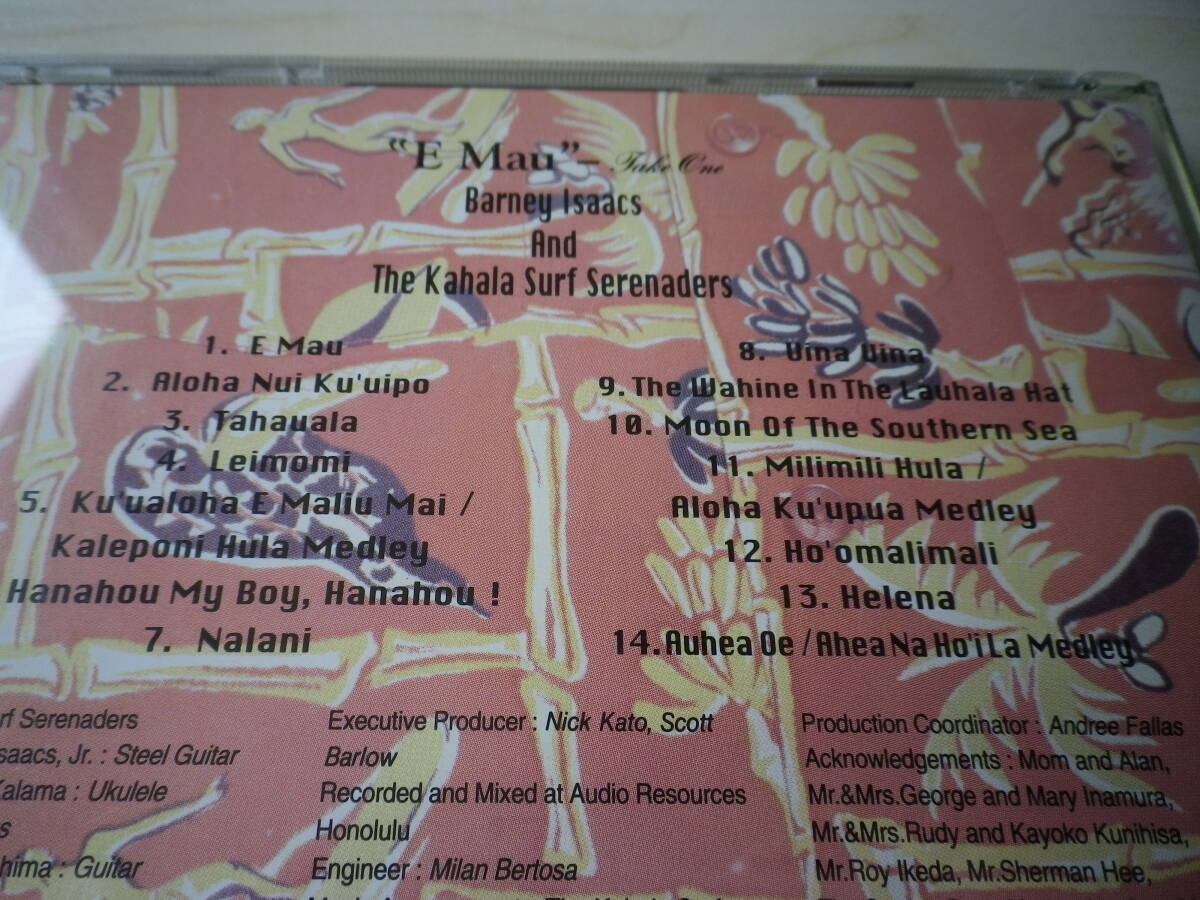 "E Mau" – Take One
Barney Isaacs
And
The Kahala Surf Serenaders
1. E Mau
2. Aloha Nui Ku'uipo
3. Tahauala
4. Leimomi
5. Ku'ualoha E Maliu Mai /
Kaleponi Hula Medley
Hanahou My Boy, Hanahou !
7. Nalani
8. Uina Uina
9. The Wahine In The Lauhala Hat
10. Moon Of The Southern Sea
11. Milimili Hula /
Aloha Ku'upua Medley
12. Ho'omalimali
13. Helena
14. Auhea Oe / Ahea Na Ho'i La Medley
rf Serenaders
saacs, Jr. : Steel Guitar
Kalama : Ukulele
s
hima : Guitar
Executive Producer : Nick Kato, Scott
Barlow
Recorded and Mixed at Audio Resources
Honolulu
Engineer : Milan Bertosa
Production Coordinator : Andree Fallas
Acknowledgements : Mom and Alan,
Mr.&Mrs.George and Mary Inamura,
Mr.&Mrs.Rudy and Kayoko Kunihisa,
Mr.Roy Ikeda, Mr.Sherman Hee,